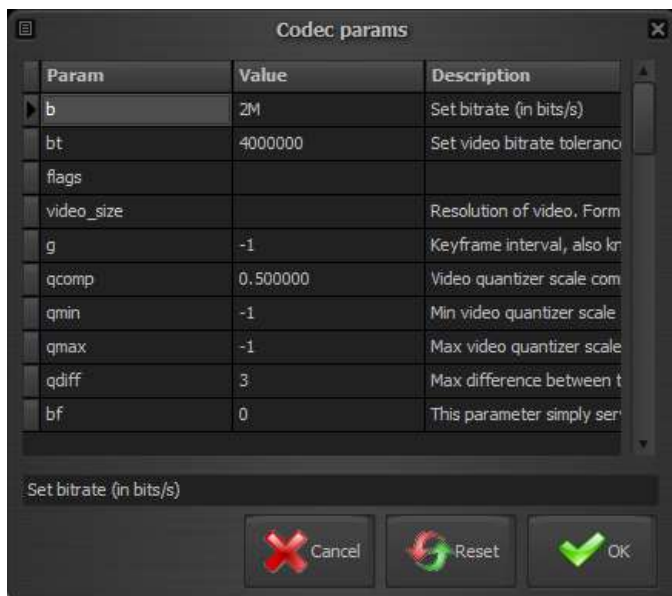 Codec params
Param Value Description
b 2M Set bitrate (in bits/s)
bt 4000000 Set video bitrate toleranc
flags
video_size Resolution of video. Form
g -1 Keyframe interval, also kn
qcomp 0.500000 Video quantizer scale com
qmin -1 Min video quantizer scale
qmax -1 Max video quantizer scale
qdiff 3 Max difference between t
bf 0 This parameter simply ser
Set bitrate (in bits/s)
Cancel Reset OK